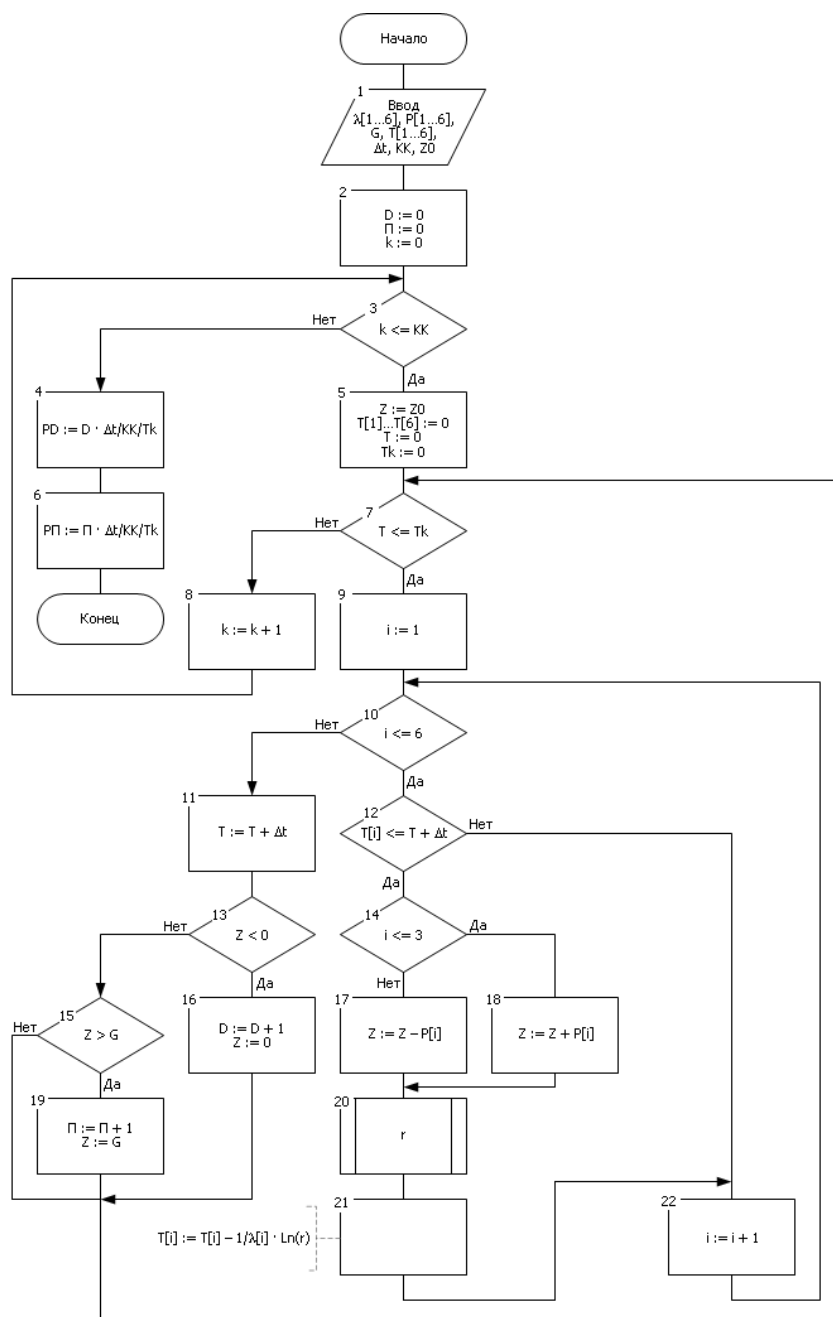 Начало
1
Ввод
λ[1...6], P[1...6],
G, T[1...6],
Δt, KK, Z0
2
D := 0
П := 0
k := 0
3
k <= KK
Нет
Да
4
PD := D · Δt/KK/Tk
5
Z := Z0
T[1]...T[6] := 0
T := 0
Tk := 0
6
PП := П · Δt/KK/Tk
7
T <= Tk
Нет
Да
Конец
8
k := k + 1
9
i := 1
10
i <= 6
Нет
Да
11
T := T + Δt
12
T[i] <= T + Δt
Нет
Да
13
Z < 0
Нет
Да
14
i <= 3
Да
Нет
15
Z > G
Нет
Да
16
D := D + 1
Z := 0
17
Z := Z − P[i]
18
Z := Z + P[i]
19
П := П + 1
Z := G
20
r
21
T[i] := T[i] − 1/λ[i] · Ln(r)
22
i := i + 1